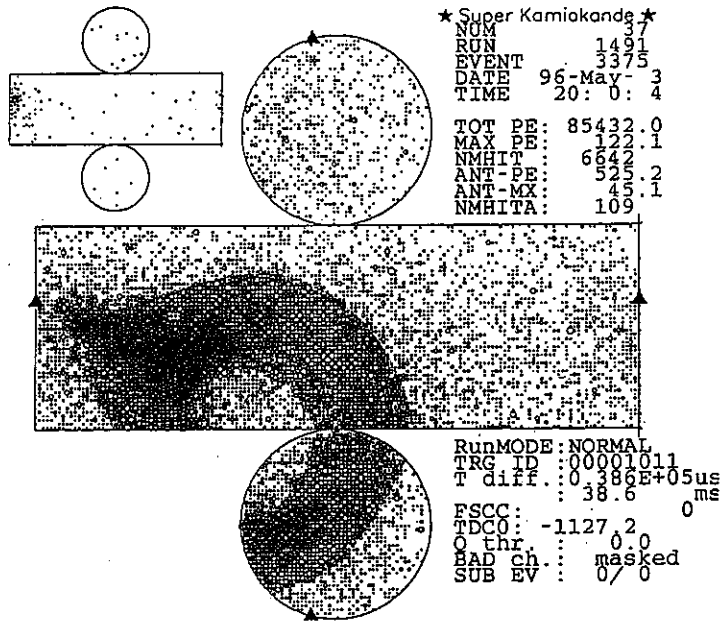 ★ Super Kamiokande ★
NUM 37
RUN 1491
EVENT 3375
DATE 96-May- 3
TIME 20: 0: 4
TOT PE: 85432.0
MAX PE: 122.1
NMHIT : 6642
ANT-PE: 525.2
ANT-MX: 45.1
NMHITA: 109
RunMODE:NORMAL
TRG ID :00001011
T diff.:0.386E+05us
: 38.6 ms
FSCC: 0
TDC0: -1127.2
Q thr. : 0.0
BAD ch.: masked
SUB EV : 0/ 0